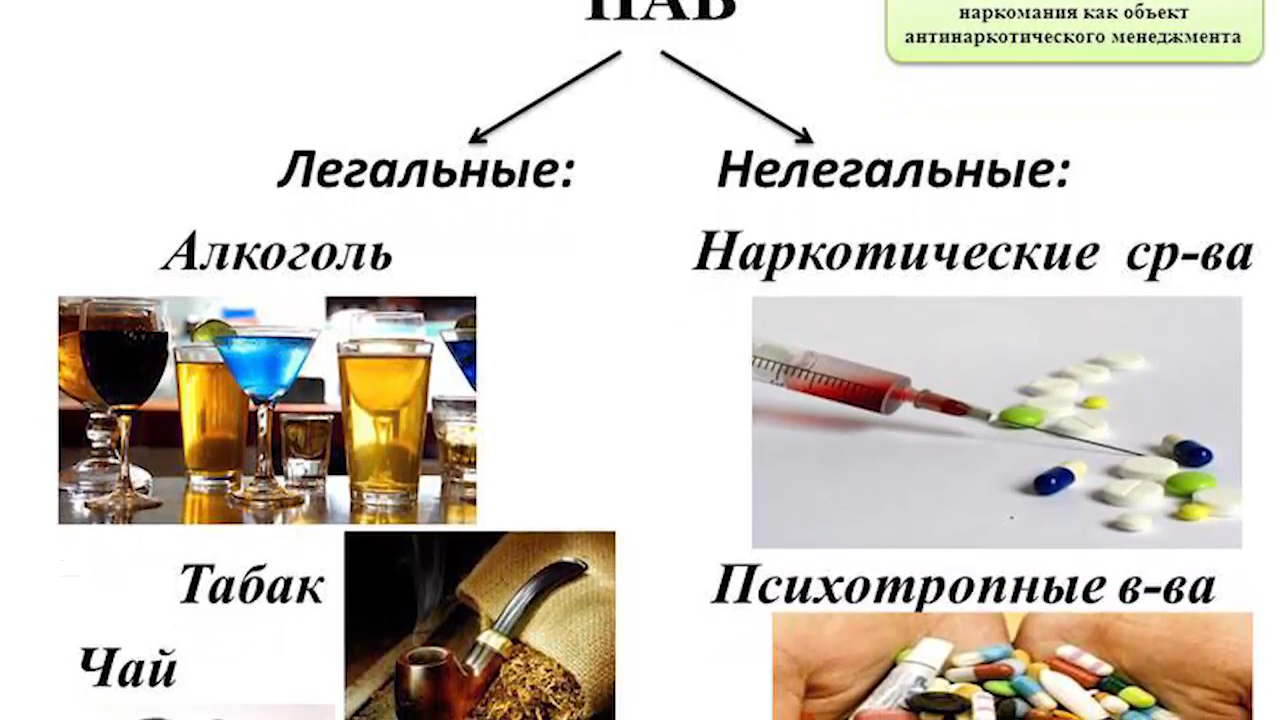 ПАВ
наркомания как объект
антинаркотического менеджмента
Легальные:
Нелегальные:
Алкоголь
Наркотические ср-ва
Табак
Психотропные в-ва
Чай